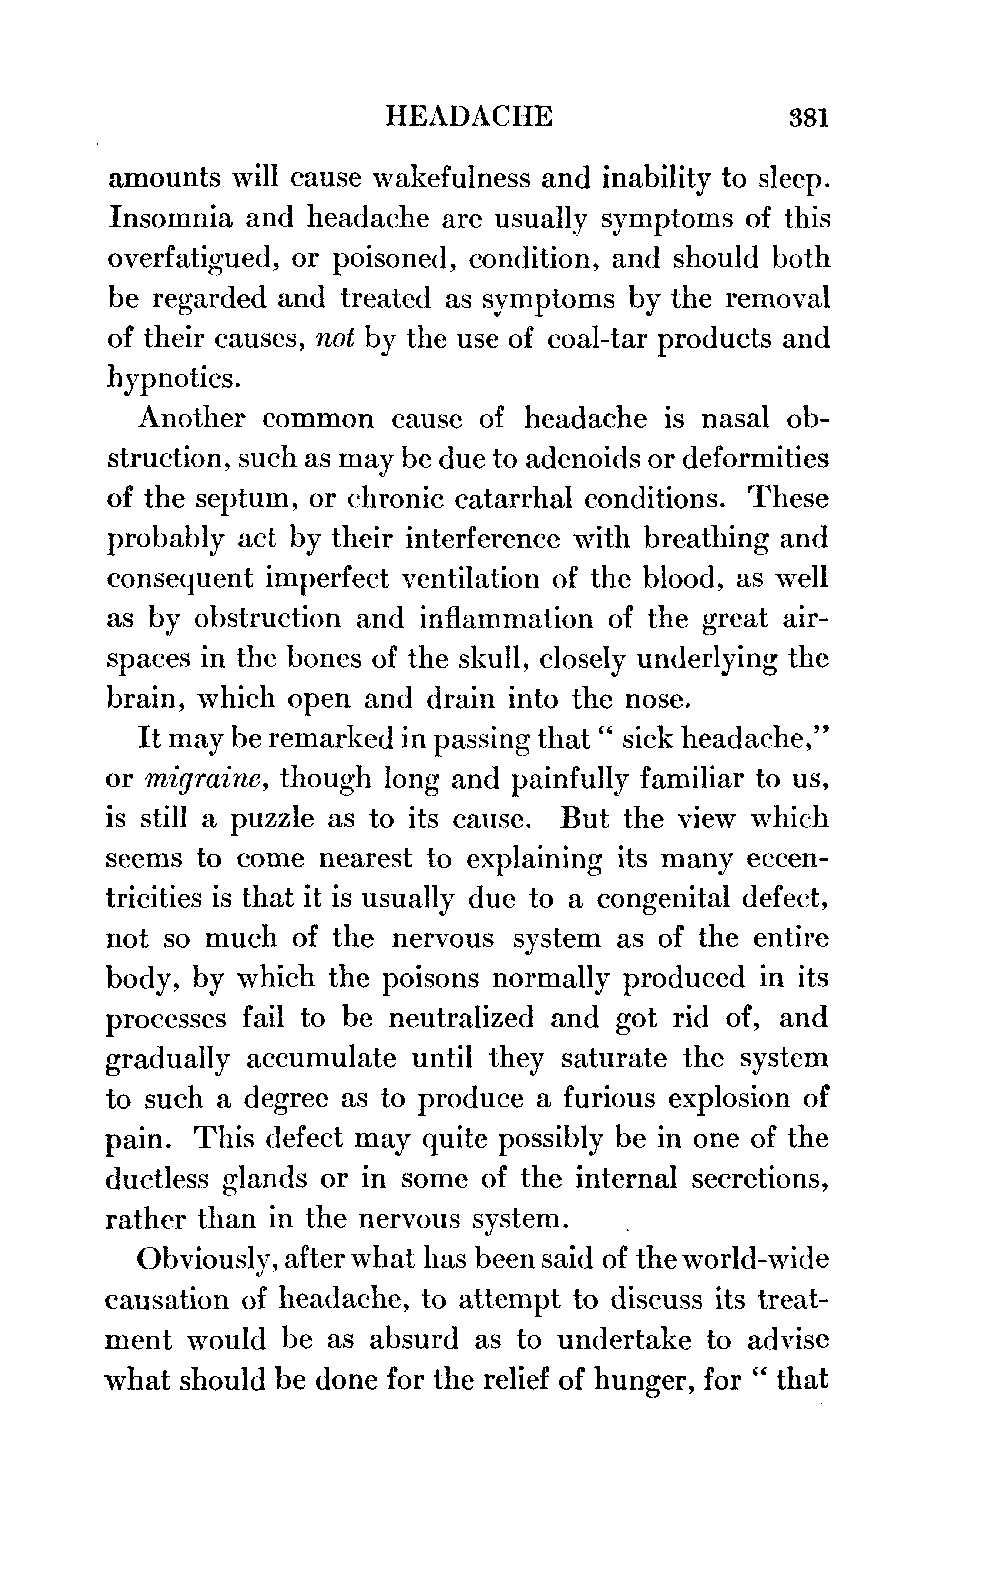 HEADACHE 381
amounts will cause wakefulness and inability to sleep.
Insomnia and headache are usually symptoms of this
overfatigued, or poisoned, condition, and should both
be regarded and treated as symptoms by the removal
of their causes, not by the use of coal-tar products and
hypnotics.
Another common cause of headache is nasal ob-
struction, such as may be due to adenoids or deformities
of the septum, or chronic catarrhal conditions. These
probably act by their interference with breathing and
consequent imperfect ventilation of the blood, as well
as by obstruction and inflammation of the great air-
spaces in the bones of the skull, closely underlying the
brain, which open and drain into the nose.
It may be remarked in passing that “ sick headache,”
or migraine, though long and painfully familiar to us,
is still a puzzle as to its cause. But the view which
seems to come nearest to explaining its many eccen-
tricities is that it is usually due to a congenital defect,
not so much of the nervous system as of the entire
body, by which the poisons normally produced in its
processes fail to be neutralized and got rid of, and
gradually accumulate until they saturate the system
to such a degree as to produce a furious explosion of
pain. This defect may quite possibly be in one of the
ductless glands or in some of the internal secretions,
rather than in the nervous system.
Obviously, after what has been said of the world-wide
causation of headache, to attempt to discuss its treat-
ment would be as absurd as to undertake to advise
what should be done for the relief of hunger, for “ that